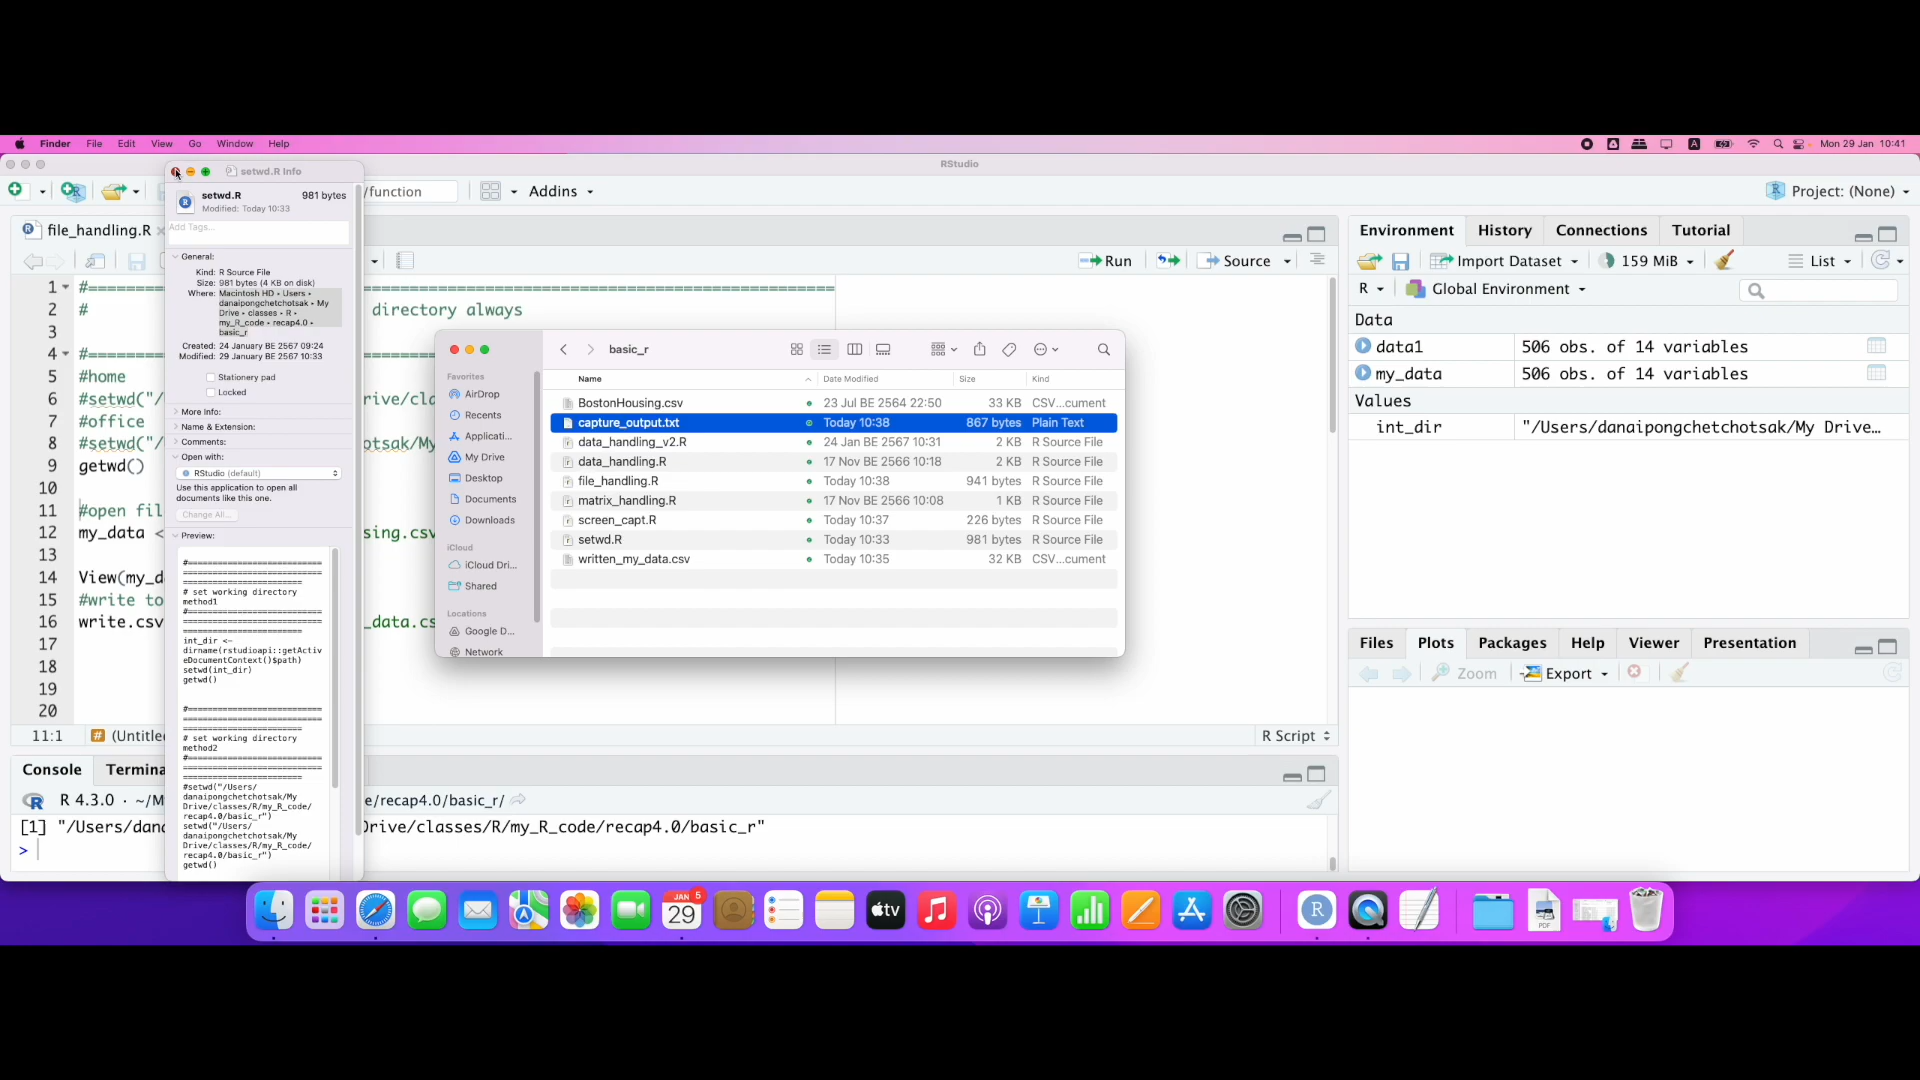 Finder File Edit View Go Window Help
Mon 29 Jan 10:41
RStudio
/function
Addins
Project: (None)
setwd.R Info
setwd.R 981 bytes
Modified: Today 10:33
Add Tags...
General:
Kind: R Source File
Size: 981 bytes (4 KB on disk)
Where: Macintosh HD • Users •
danaipongchetchotsak • My
Drive • classes • R •
my_R_code • recap4.0 •
basic_r
Created: 24 January BE 2567 09:24
Modified: 29 January BE 2567 10:33
Stationery pad
Locked
More Info:
Name & Extension:
Comments:
Open with:
RStudio (default)
Use this application to open all
documents like this one.
Change All...
Preview:
#============================
============================
========================
# set working directory
method1
#============================
============================
========================
int_dir <-
dirname(rstudioapi::getActiv
eDocumentContext()$path)
setwd(int_dir)
getwd()
#============================
============================
========================
# set working directory
method2
#============================
============================
========================
#setwd("/Users/
danaipongchetchotsak/My
Drive/classes/R/my_R_code/
recap4.0/basic_r")
setwd("/Users/
danaipongchetchotsak/My
Drive/classes/R/my_R_code/
recap4.0/basic_r")
getwd()
file_handling.R
Run
Source
1 #=====
2 # directory always
3
4 #=====
5 #home
6 #setwd("/ rive/cla
7 #office
8 #setwd("/ otsak/My
9 getwd()
10
11 #open fil
12 my_data < sing.csv
13
14 View(my_d
15 #write to
16 write.csv _data.cs
17
18
19
20
11:1 (Untitle
R Script
basic_r
Favorites
AirDrop
Recents
Applicati...
My Drive
Desktop
Documents
Downloads
iCloud
iCloud Dri...
Shared
Locations
Google D...
Network
Name Date Modified Size Kind
BostonHousing.csv 23 Jul BE 2564 22:50 33 KB CSV...cument
capture_output.txt Today 10:38 867 bytes Plain Text
data_handling_v2.R 24 Jan BE 2567 10:31 2 KB R Source File
data_handling.R 17 Nov BE 2566 10:18 2 KB R Source File
file_handling.R Today 10:38 941 bytes R Source File
matrix_handling.R 17 Nov BE 2566 10:08 1 KB R Source File
screen_capt.R Today 10:37 226 bytes R Source File
setwd.R Today 10:33 981 bytes R Source File
written_my_data.csv Today 10:35 32 KB CSV...cument
Console Termina
R 4.3.0 · ~/M e/recap4.0/basic_r/
[1] "/Users/dana Drive/classes/R/my_R_code/recap4.0/basic_r"
>
Environment History Connections Tutorial
Import Dataset 159 MiB List
R Global Environment
Data
data1 506 obs. of 14 variables
my_data 506 obs. of 14 variables
Values
int_dir "/Users/danaipongchetchotsak/My Drive…
Files Plots Packages Help Viewer Presentation
Zoom Export
JAN 5
29
tv
R
PDF